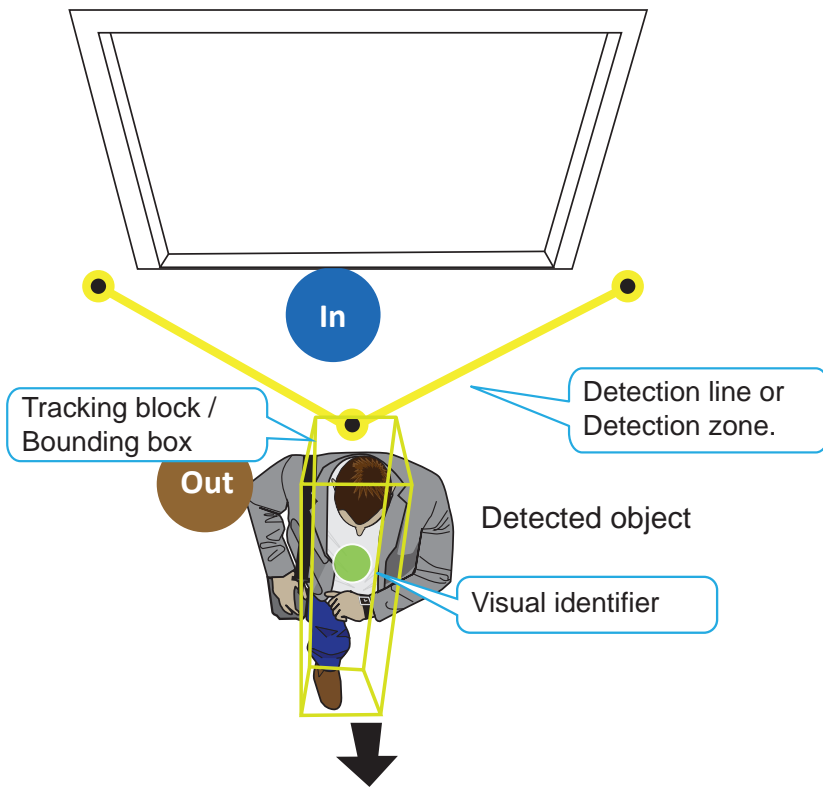 In
Tracking block /
Bounding box
Detection line or
Detection zone.
Out
Detected object
Visual identifier